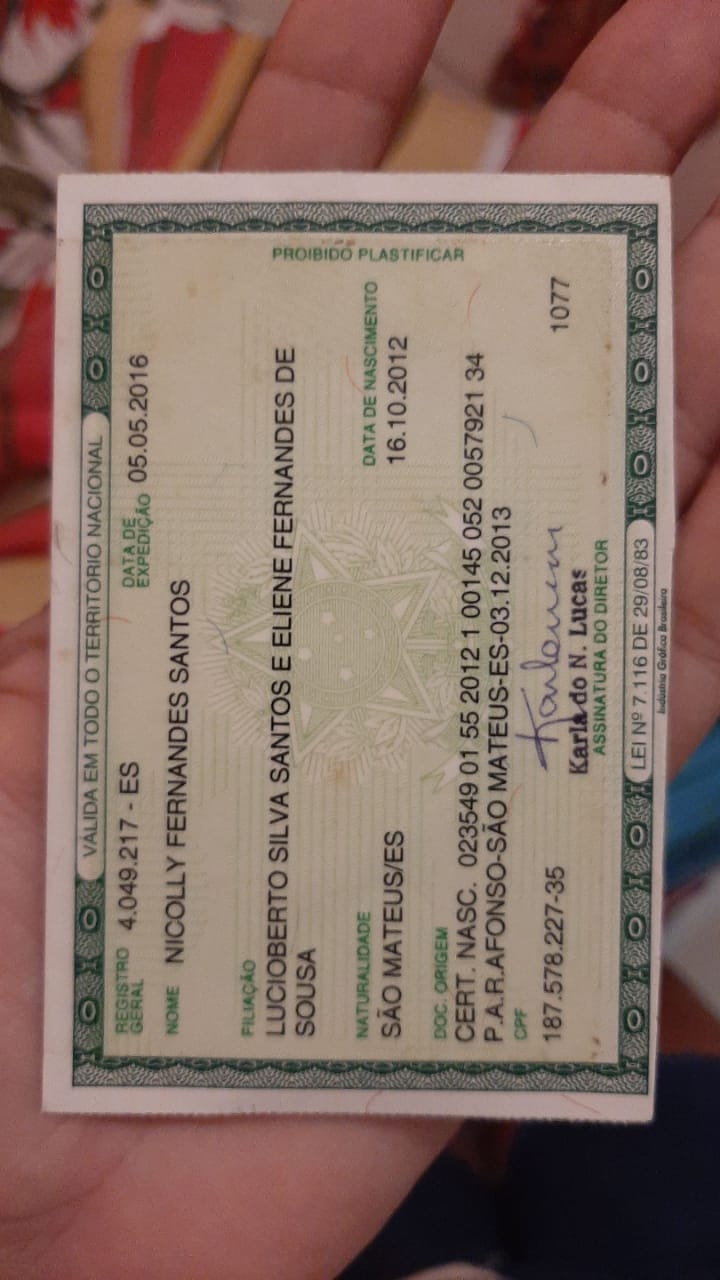 VÁLIDA EM TODO O TERRITÓRIO NACIONAL
REGISTRO GERAL 4.049.217 - ES DATA DE EXPEDIÇÃO 05.05.2016
NOME NICOLLY FERNANDES SANTOS
FILIAÇÃO
LUCIOBERTO SILVA SANTOS E ELIENE FERNANDES DE
SOUSA
PROIBIDO PLASTIFICAR
NATURALIDADE DATA DE NASCIMENTO
SÃO MATEUS/ES 16.10.2012
DOC. ORIGEM
CERT. NASC. 023549 01 55 2012 1 00145 052 0057921 34
P.A.R.AFONSO-SÃO MATEUS-ES-03.12.2013
CPF
187.578.227-35 1077
Karla do N. Lucas
ASSINATURA DO DIRETOR
LEI Nº 7.116 DE 29/08/83
Indústria Gráfica Brasileira